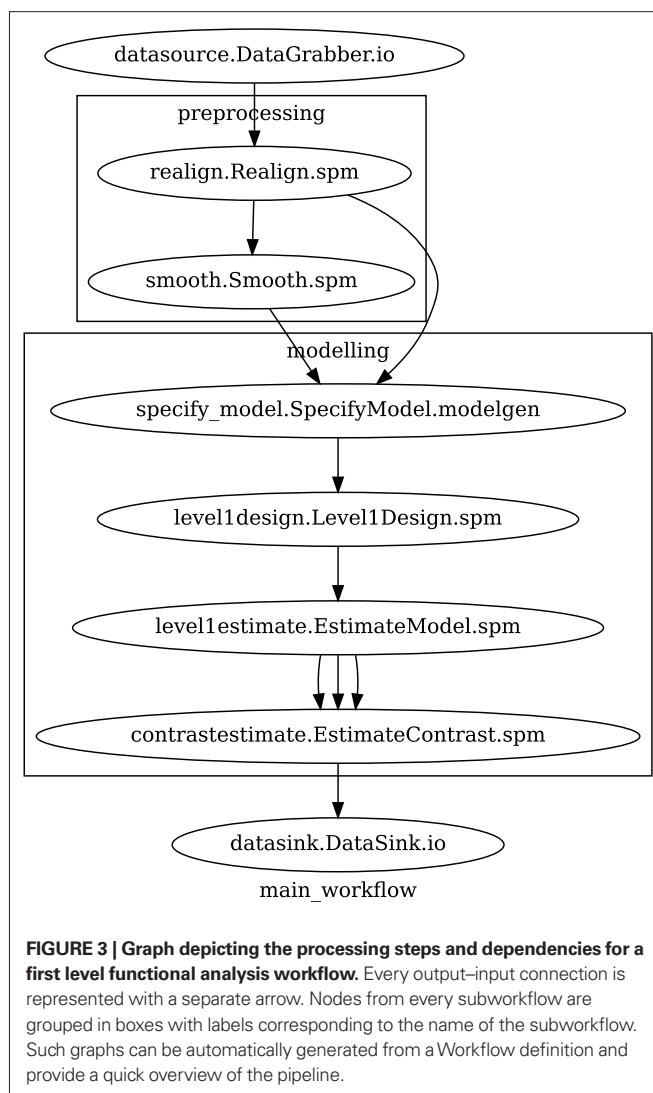 datasource.DataGrabber.io
preprocessing
realign.Realign.spm
smooth.Smooth.spm
modelling
specify_model.SpecifyModel.modelgen
level1design.Level1Design.spm
level1estimate.EstimateModel.spm
contrastestimate.EstimateContrast.spm
datasink.DataSink.io
main_workflow
FIGURE 3 | Graph depicting the processing steps and dependencies for a
first level functional analysis workflow. Every output–input connection is
represented with a separate arrow. Nodes from every subworkflow are
grouped in boxes with labels corresponding to the name of the subworkflow.
Such graphs can be automatically generated from a Workflow definition and
provide a quick overview of the pipeline.